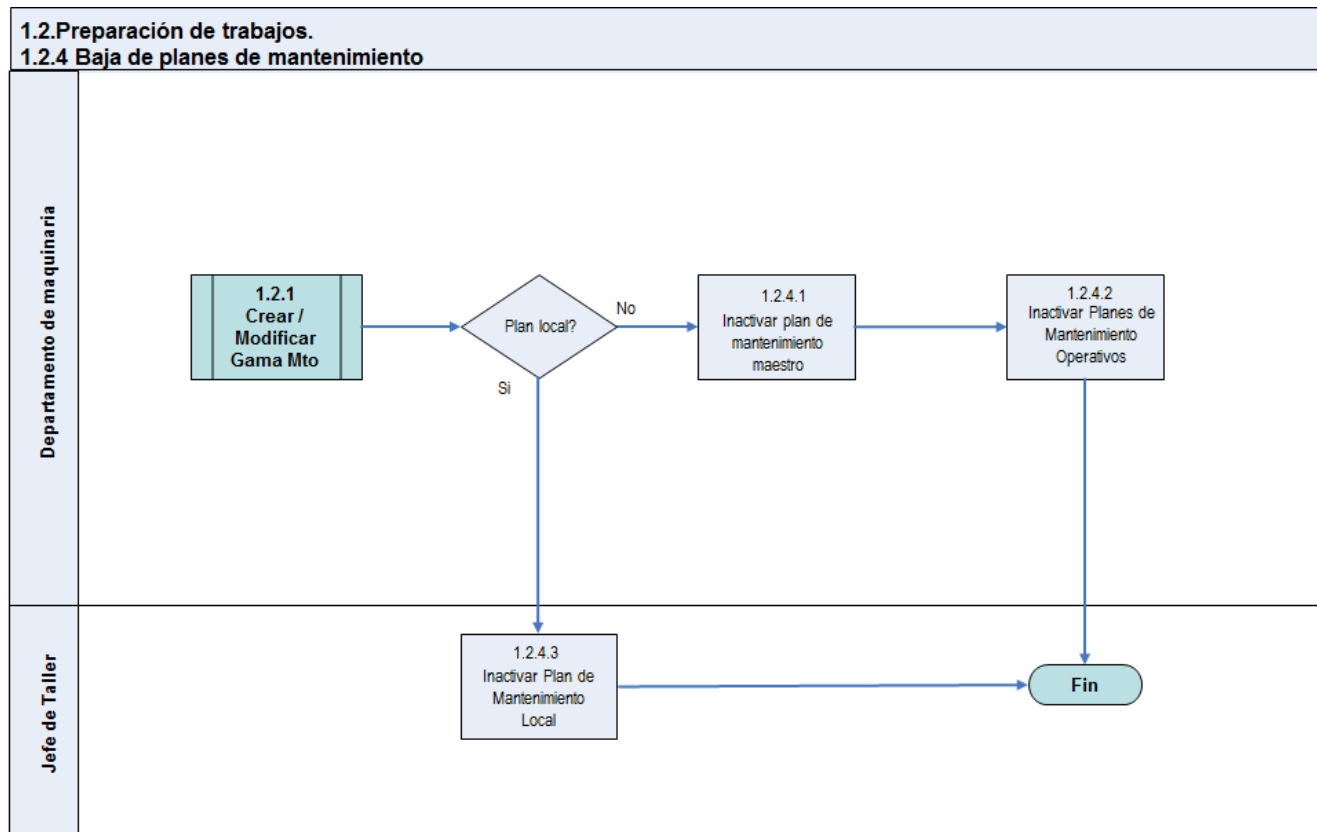 1.2.Preparación de trabajos.
1.2.4 Baja de planes de mantenimiento
Departamento de maquinaria
1.2.1
Crear /
Modificar
Gama Mto
Plan local?
No
Si
1.2.4.1
Inactivar plan de
mantenimiento
maestro
1.2.4.2
Inactivar Planes de
Mantenimiento
Operativos
Jefe de Taller
1.2.4.3
Inactivar Plan de
Mantenimiento
Local
Fin